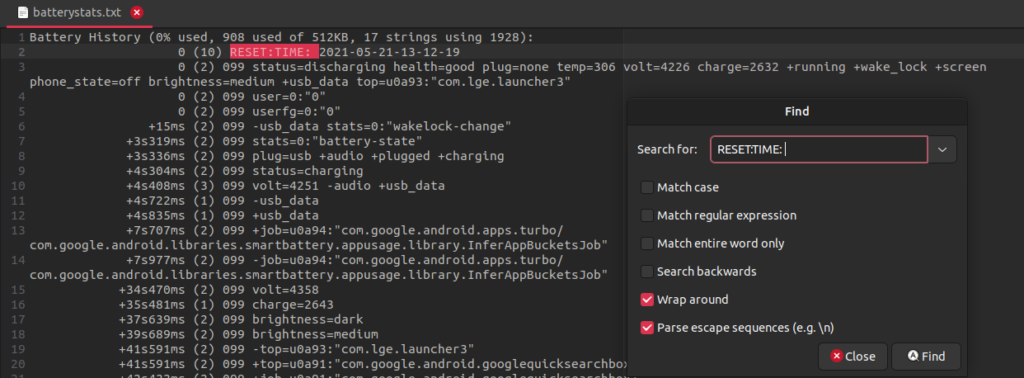 batterystats.txt
1 Battery History (0% used, 908 used of 512KB, 17 strings using 1928):
2 0 (10) RESET:TIME: 2021-05-21-13-12-19
3 0 (2) 099 status=discharging health=good plug=none temp=306 volt=4226 charge=2632 +running +wake_lock +screen
phone_state=off brightness=medium +usb_data top=u0a93:"com.lge.launcher3"
4 0 (2) 099 user=0:"0"
5 0 (2) 099 userfg=0:"0"
6 +15ms (2) 099 -usb_data stats=0:"wakelock-change"
7 +3s319ms (2) 099 stats=0:"battery-state"
8 +3s336ms (2) 099 plug=usb +audio +plugged +charging
9 +4s304ms (2) 099 status=charging
10 +4s408ms (3) 099 volt=4251 -audio +usb_data
11 +4s722ms (1) 099 -usb_data
12 +4s835ms (1) 099 +usb_data
13 +7s707ms (2) 099 +job=u0a94:"com.google.android.apps.turbo/
com.google.android.libraries.smartbattery.appusage.library.InferAppBucketsJob"
14 +7s977ms (2) 099 -job=u0a94:"com.google.android.apps.turbo/
com.google.android.libraries.smartbattery.appusage.library.InferAppBucketsJob"
15 +34s470ms (2) 099 volt=4358
16 +35s481ms (1) 099 charge=2643
17 +37s639ms (2) 099 brightness=dark
18 +39s689ms (2) 099 brightness=medium
19 +41s591ms (2) 099 -top=u0a93:"com.lge.launcher3"
20 +41s591ms (2) 099 +top=u0a91:"com.google.android.googlequicksearchbox
Find
Search for: RESET:TIME:
Match case
Match regular expression
Match entire word only
Search backwards
Wrap around
Parse escape sequences (e.g. \n)
Close
Find